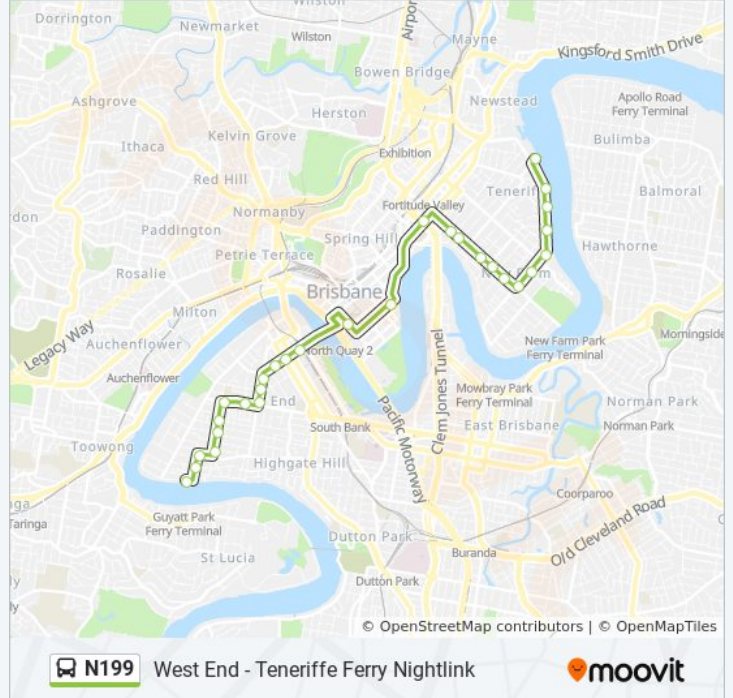 Wilston
Dorrington
Newmarket
Wilston
Airpor
Mayne
Kingsford Smith Drive
Bowen Bridge
Ashgrove
Newstead
Apollo Road
Ferry Terminal
Herston
Kelvin Grove
Bulimba
Ithaca
Exhibition
Red Hill
Tenerif
Balmoral
Fortitude Valley
Normanby
don
Paddington
Spring Hill
Hawthorne
Petrie Terrace
Rosalie
Brisbane
Milton
Legacy Way
Auchenflower
North Quay 2
New Farm Park
Ferry Terminal
Morningside
Auchenflower
Clem Jones Tunnel
Mowbray Park
Ferry Terminal
End
Norman Park
Pacific Motorway
South Bank
East Brisbane
Norman Park
Toowong
Highgate Hill
Coorparoo
Taringa
Guyatt Park
Ferry Terminal
Old Cleveland Road
Dutton Park
St Lucia
Buranda
Dutton Park
© OpenStreetMap contributors | © OpenMapTiles
N199 West End - Teneriffe Ferry Nightlink
moovit